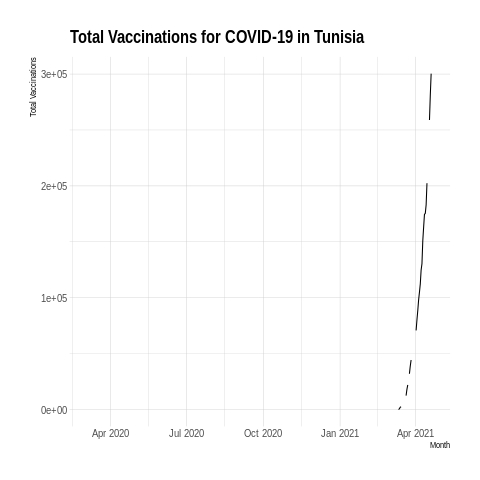 Total Vaccinations for COVID-19 in Tunisia
Total Vaccinations
3e+05
2e+05
1e+05
0e+00
Apr 2020 Jul 2020 Oct 2020 Jan 2021 Apr 2021
Month